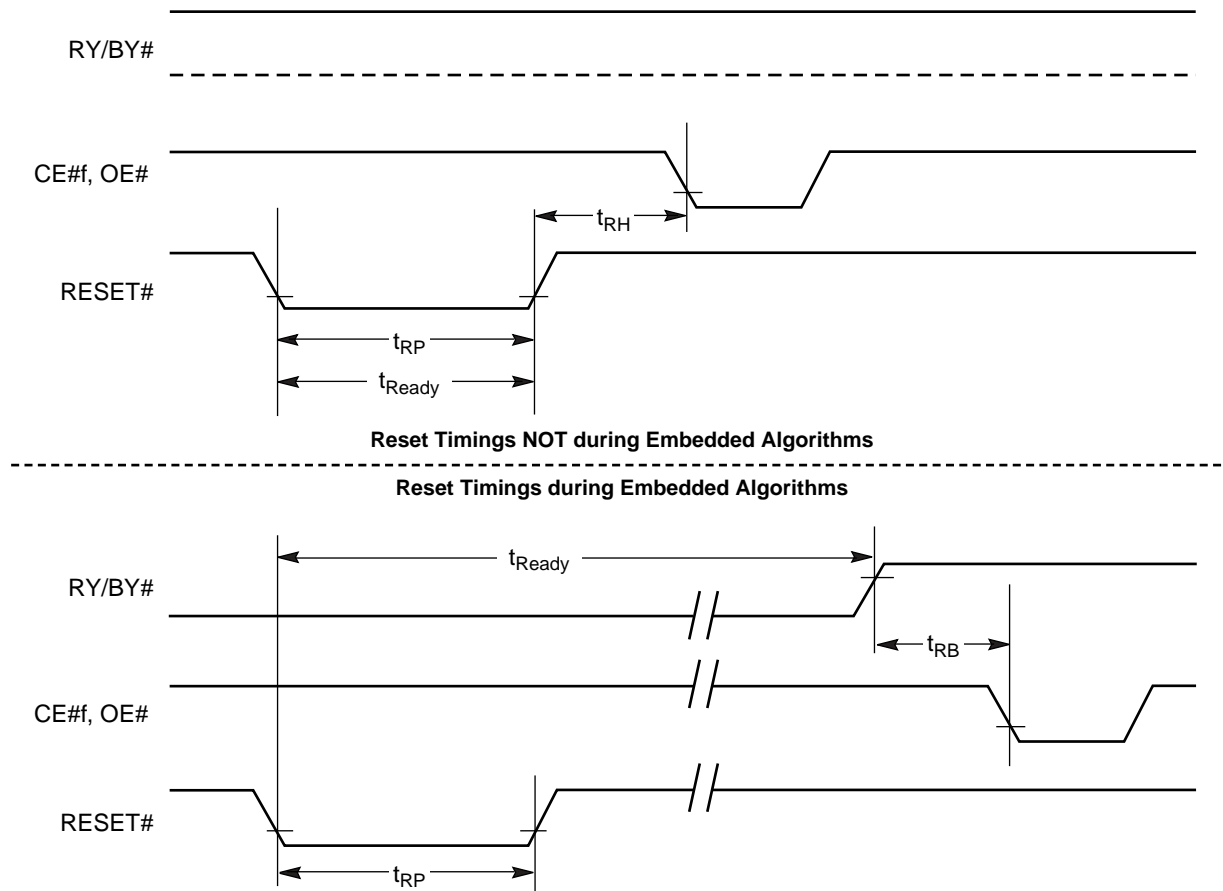 RY/BY#
CE#f, OE#
tRH
RESET#
tRP
tReady
Reset Timings NOT during Embedded Algorithms
Reset Timings during Embedded Algorithms
tReady
RY/BY#
tRB
CE#f, OE#
RESET#
tRP